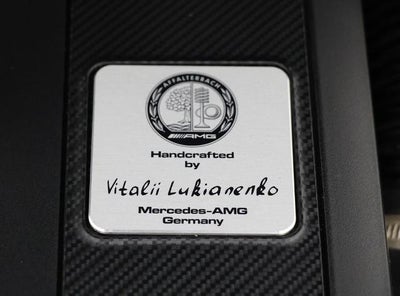 AFFALTERBACH
AMG
Handcrafted
by
Vitalii Lukianenko
Mercedes-AMG
Germany